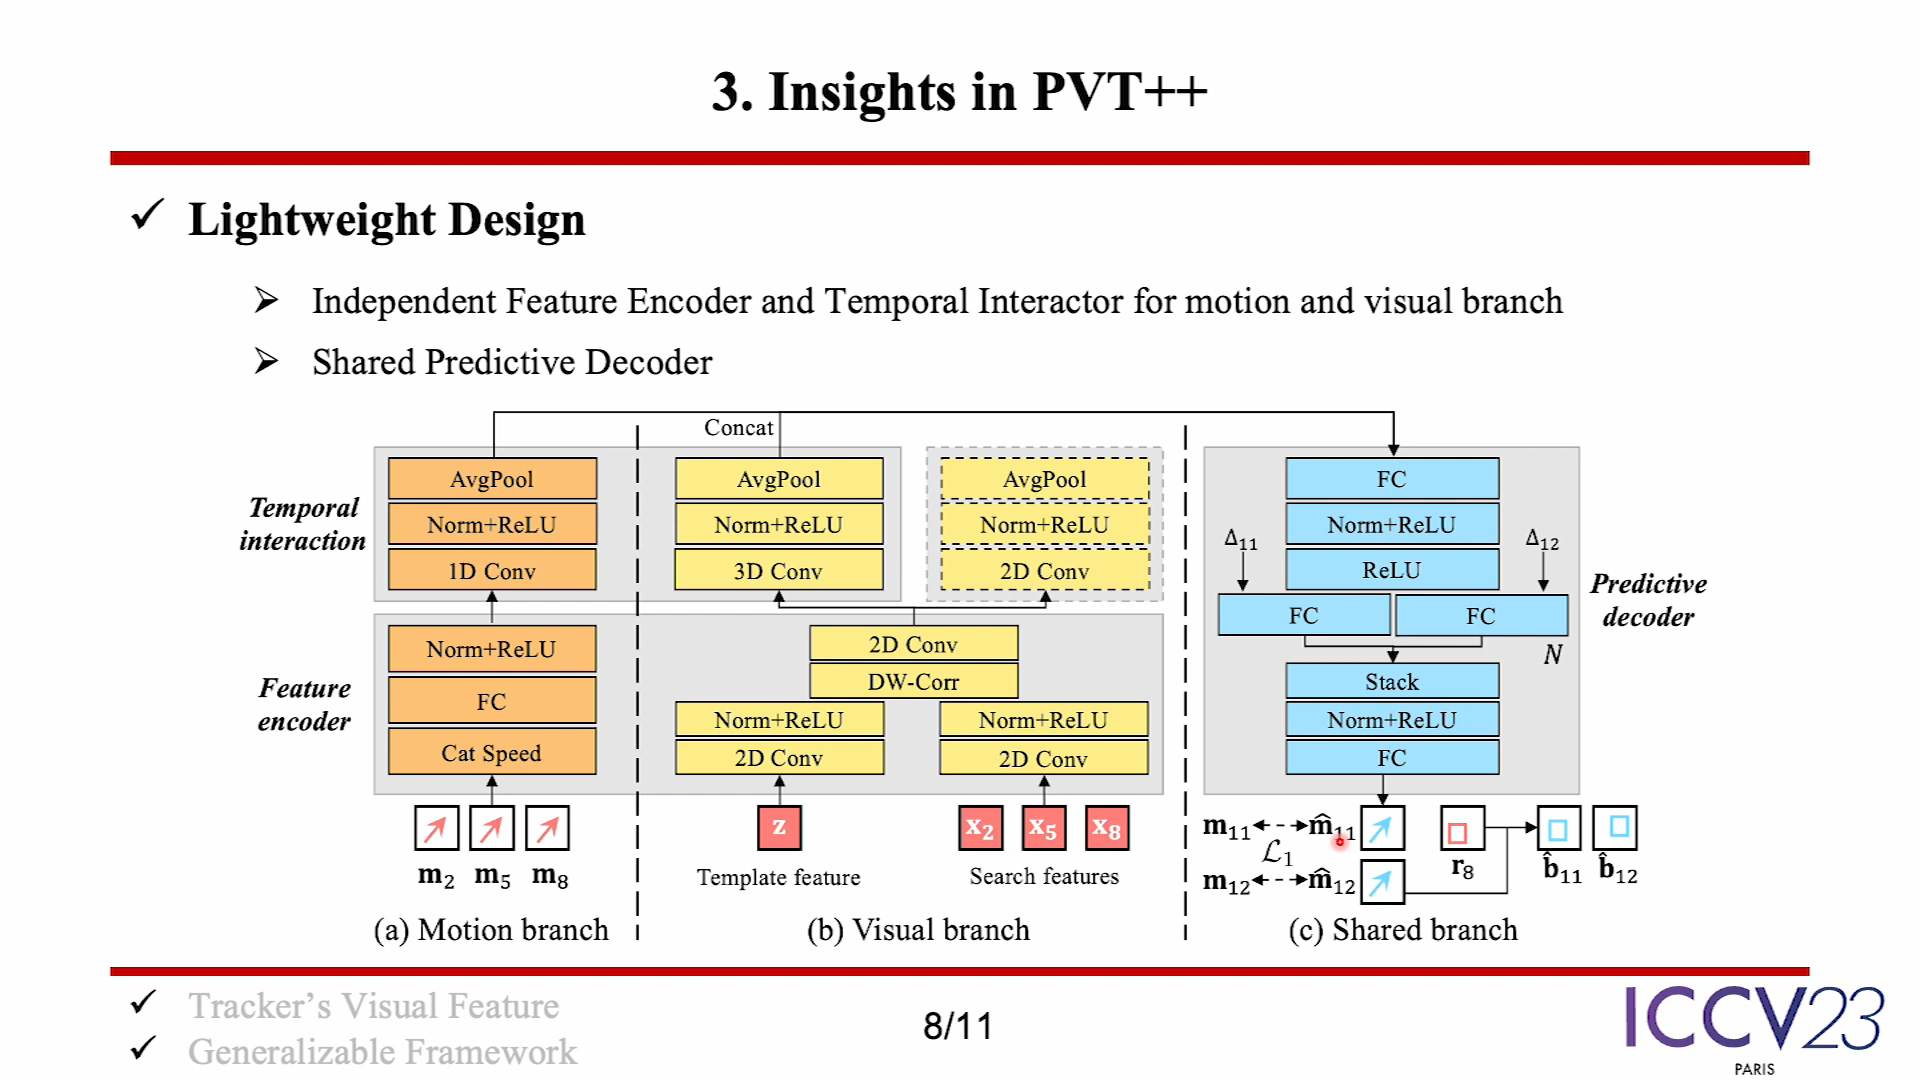 3. Insights in PVT++
✓ Lightweight Design
➢ Independent Feature Encoder and Temporal Interactor for motion and visual branch
➢ Shared Predictive Decoder
Concat
Temporal interaction
AvgPool
Norm+ReLU
1D Conv
AvgPool
Norm+ReLU
3D Conv
AvgPool
Norm+ReLU
2D Conv
Feature encoder
Norm+ReLU
FC
Cat Speed
2D Conv
DW-Corr
Norm+ReLU
2D Conv
Norm+ReLU
2D Conv
m₂ m₅ m₈
z
Template feature
x₂ x₅ x₈
Search features
FC
Norm+ReLU
ReLU
Δ₁₁
Δ₁₂
FC
FC
N
Stack
Norm+ReLU
FC
Predictive decoder
m₁₁ m̂₁₁
ℒ₁
m₁₂ m̂₁₂
r₈
b̂₁₁ b̂₁₂
(a) Motion branch
(b) Visual branch
(c) Shared branch
✓ Tracker’s Visual Feature
✓ Generalizable Framework
8/11
ICCV23
PARIS